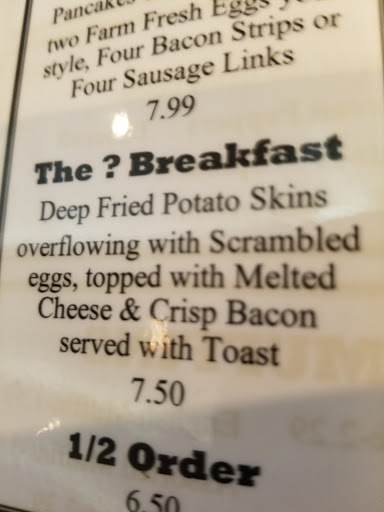 Pancakes
two Farm Fresh Eggs
style, Four Bacon Strips or
Four Sausage Links
7.99
The ? Breakfast
Deep Fried Potato Skins
overflowing with Scrambled
eggs, topped with Melted
Cheese & Crisp Bacon
served with Toast
7.50
1/2 Order
6.50